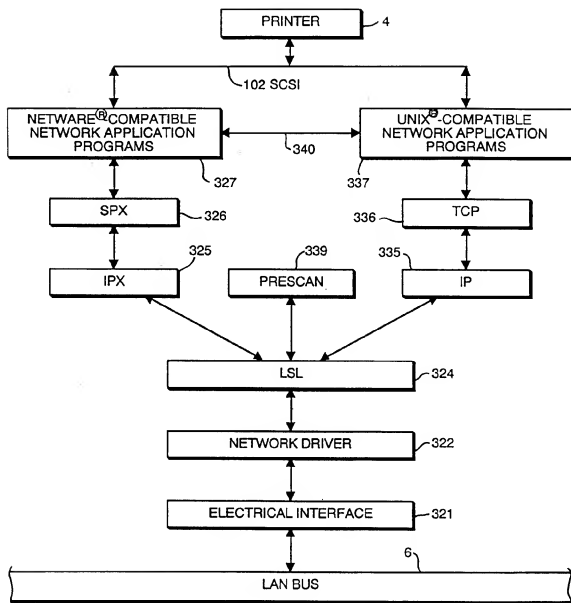 PRINTER 4
102 SCSI
NETWARE®-COMPATIBLE
NETWORK APPLICATION
PROGRAMS
327
340
UNIX®-COMPATIBLE
NETWORK APPLICATION
PROGRAMS
337
SPX
326
336
TCP
325
339
335
IPX
PRESCAN
IP
LSL
324
NETWORK DRIVER
322
ELECTRICAL INTERFACE
321
6
LAN BUS